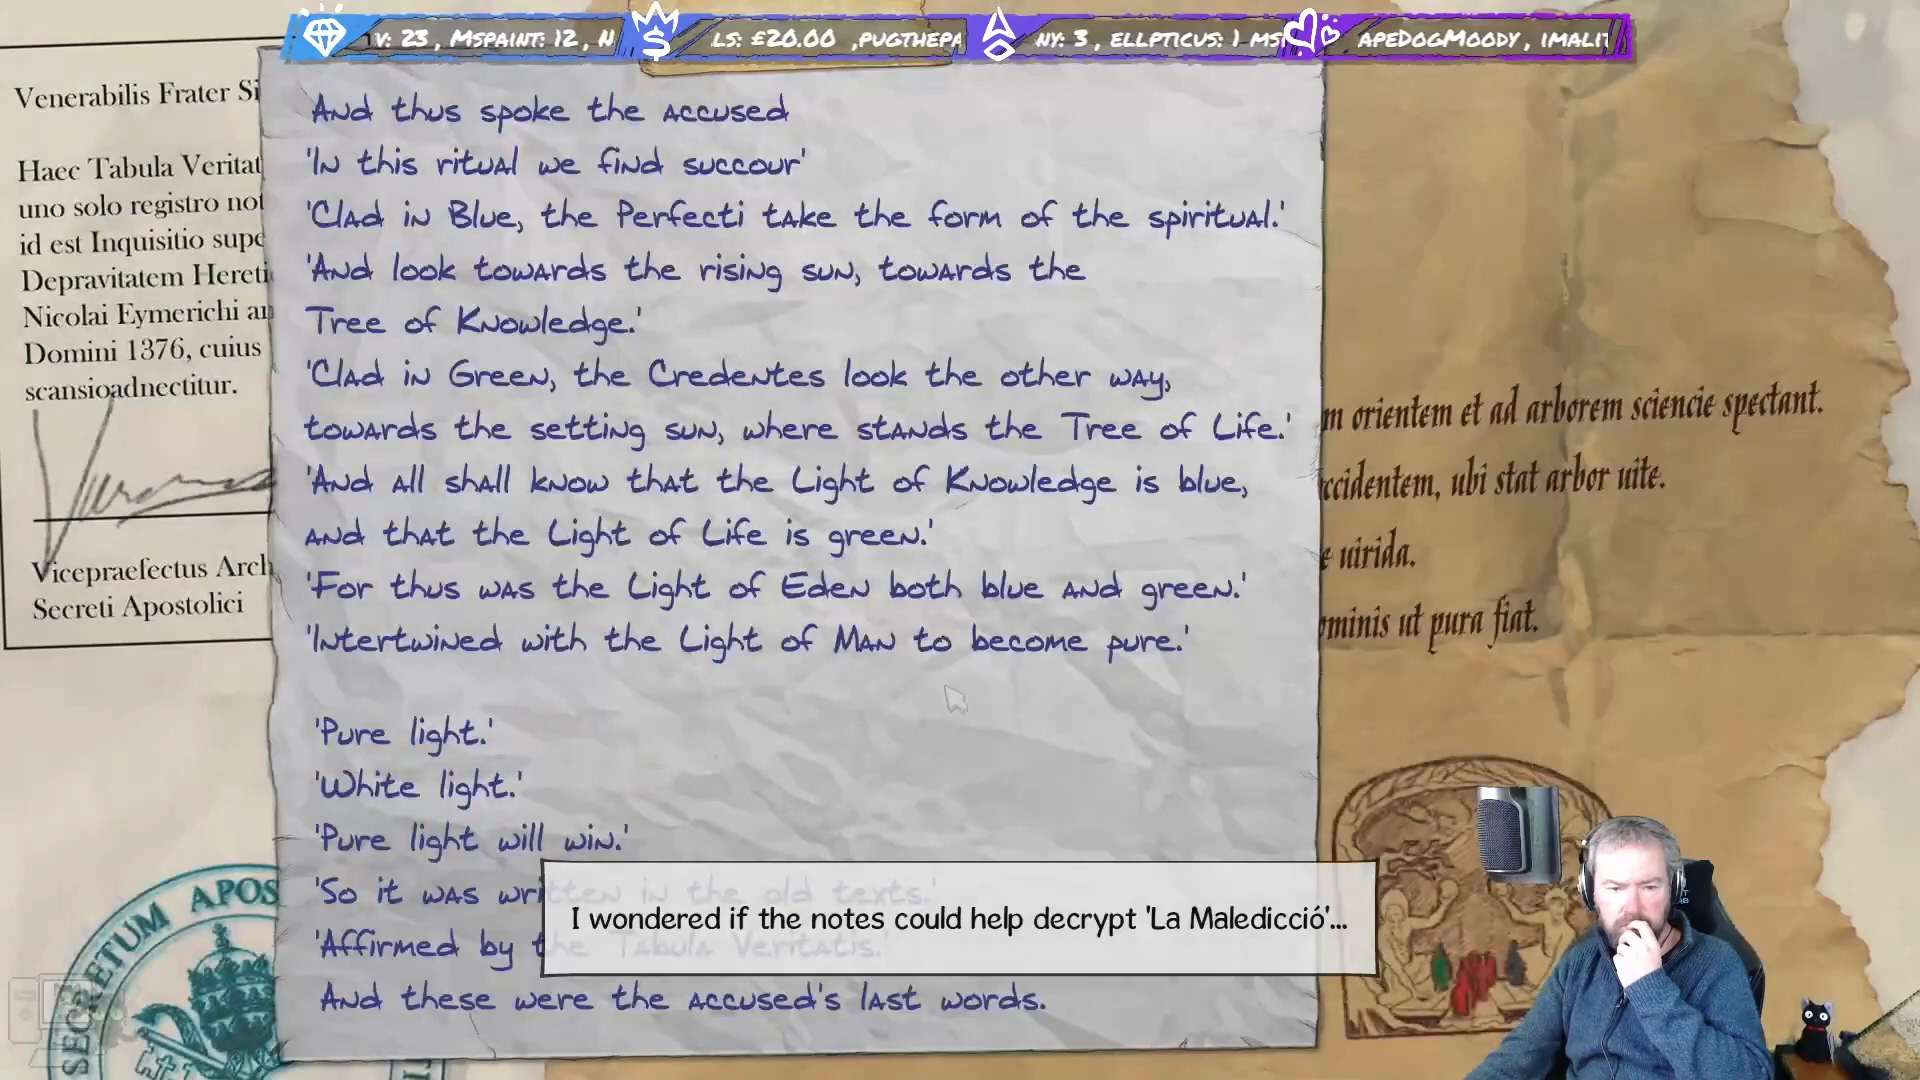 V: 23 , MSPAINT: 12 , N
LS: £20.00 ,PUGTHEPA
NY: 3 , ELLPTICUS: 1 MS
APEDOGMOODY , IMALIT
Venerabilis Frater Si
Haec Tabula Veritat
uno solo registro not
id est Inquisitio supe
Depravitatem Hereti
Nicolai Eymerichi an
Domini 1376, cuius
scansioadnectitur.
Vicepraefectus Arch
Secreti Apostolici
SECRETUM APOS
And thus spoke the accused
'In this ritual we find succour'
'Clad in Blue, the Perfecti take the form of the spiritual.'
'And look towards the rising sun, towards the
Tree of Knowledge.'
'Clad in Green, the Credentes look the other way,
towards the setting sun, where stands the Tree of Life.'
'And all shall know that the Light of Knowledge is blue,
and that the Light of Life is green.'
'For thus was the Light of Eden both blue and green.'
'Intertwined with the Light of Man to become pure.'
'Pure light.'
'White light.'
'Pure light will win.'
'So it was written in the old texts.'
'Affirmed by the Tabula Veritatis.'
And these were the accused's last words.
I wondered if the notes could help decrypt 'La Maledicció'...
m orientem et ad arborem sciencie spectant.
ccidentem, ubi stat arbor uite.
e uirida.
ominis ut pura fiat.